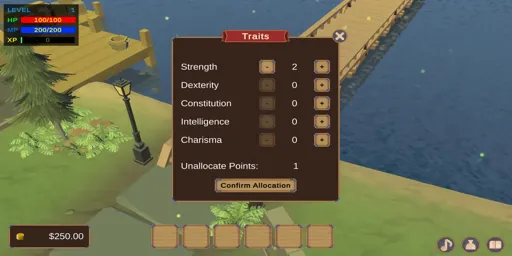 LEVEL 1
HP 100/100
MP 200/200
XP 0
Traits
Strength - 2 +
Dexterity - 0 +
Constitution - 0 +
Intelligence - 0 +
Charisma - 0 +
Unallocate Points: 1
Confirm Allocation
$250.00